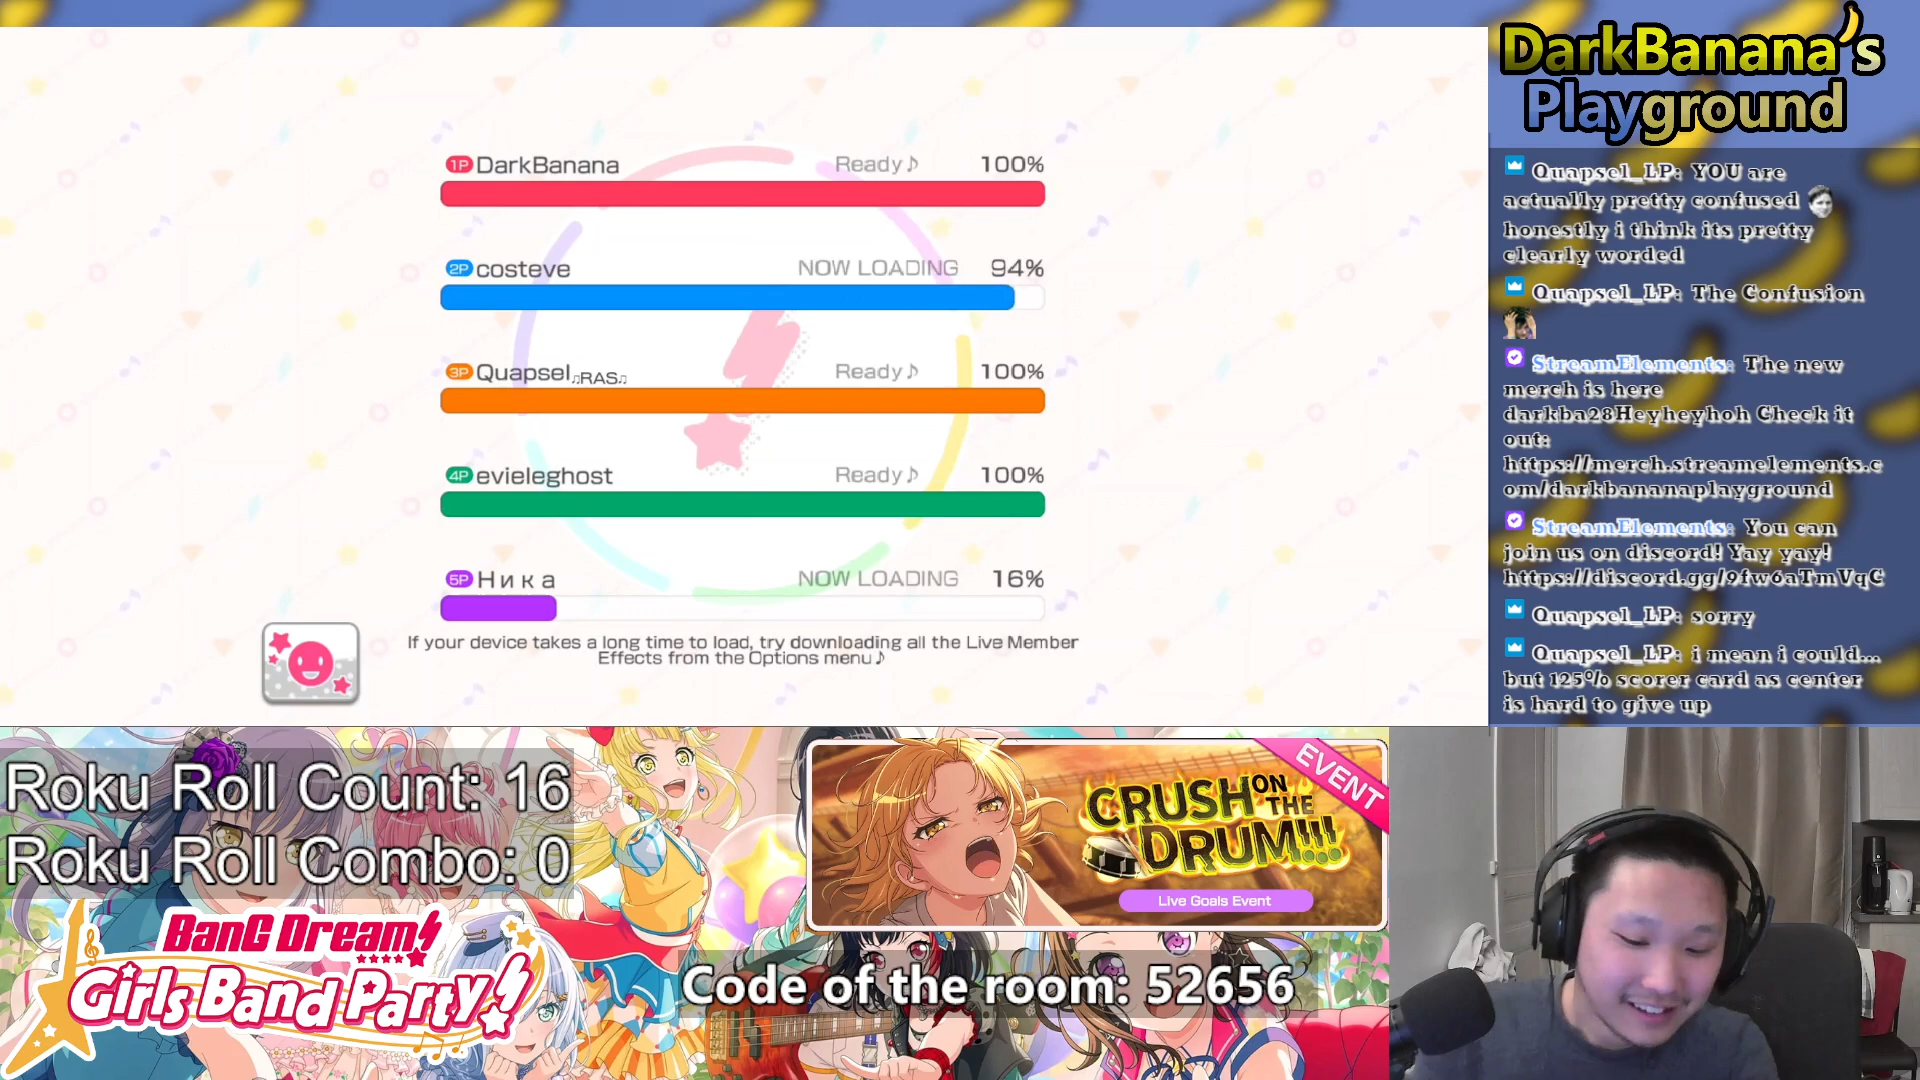 1P DarkBanana Ready♪ 100%
2P costeve NOW LOADING 94%
3P Quapsel♫RAS♫ Ready♪ 100%
4P evieleghost Ready♪ 100%
5P Ника NOW LOADING 16%
If your device takes a long time to load, try downloading all the Live Member
Effects from the Options menu♪
DarkBanana's
Playground
Quapsel_LP: YOU are
actually pretty confused
honestly i think its pretty
clearly worded
Quapsel_LP: The Confusion
StreamElements: The new
merch is here
darkba28Heyheyhoh Check it
out:
https://merch.streamelements.c
om/darkbananaplayground
StreamElements: You can
join us on discord! Yay yay!
https://discord.gg/9fw6aTmVqC
Quapsel_LP: sorry
Quapsel_LP: i mean i could...
but 125% scorer card as center
is hard to give up
Roku Roll Count: 16
Roku Roll Combo: 0
BanG Dream!
Girls Band Party!
EVENT
CRUSH ON THE
DRUM!!!
Live Goals Event
Code of the room: 52656